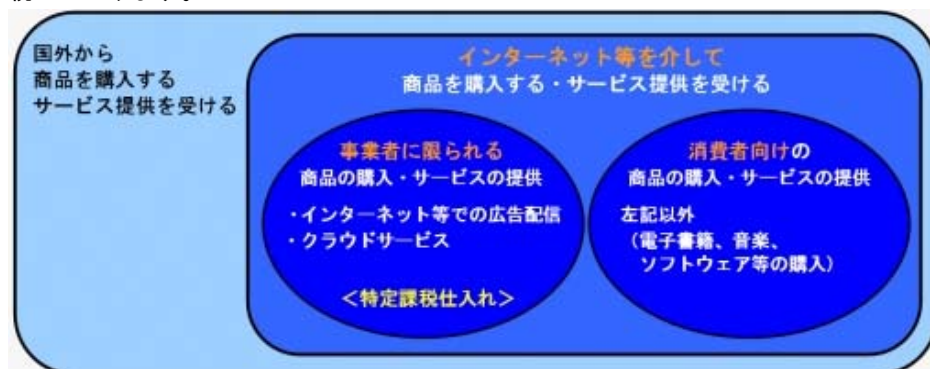 国外から
商品を購入する
サービス提供を受ける
インターネット等を介して
商品を購入する・サービス提供を受ける
事業者に限られる
商品の購入・サービスの提供
・インターネット等での広告配信
・クラウドサービス
<特定課税仕入れ>
消費者向けの
商品の購入・サービスの提供
左記以外
(電子書籍、音楽、
ソフトウェア等の購入)